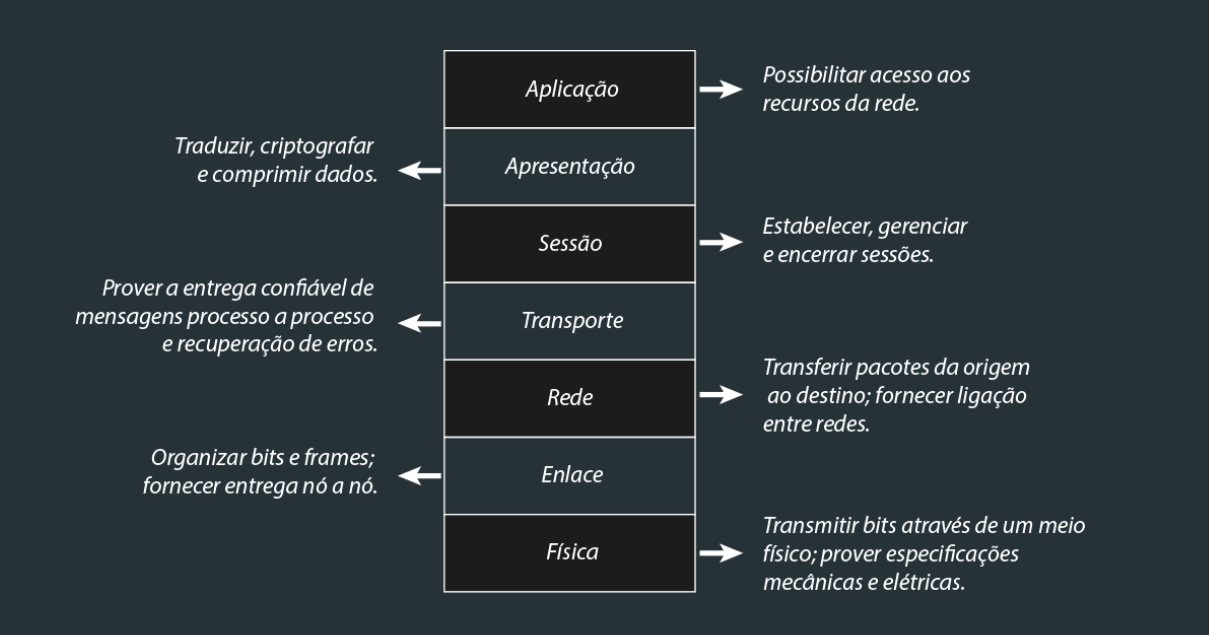 Aplicação
Possibilitar acesso aos
recursos da rede.
Traduzir, criptografar
e comprimir dados.
Apresentação
Sessão
Estabelecer, gerenciar
e encerrar sessões.
Prover a entrega confiável de
mensagens processo a processo
e recuperação de erros.
Transporte
Rede
Transferir pacotes da origem
ao destino; fornecer ligação
entre redes.
Organizar bits e frames;
fornecer entrega nó a nó.
Enlace
Física
Transmitir bits através de um meio
físico; prover especificações
mecânicas e elétricas.